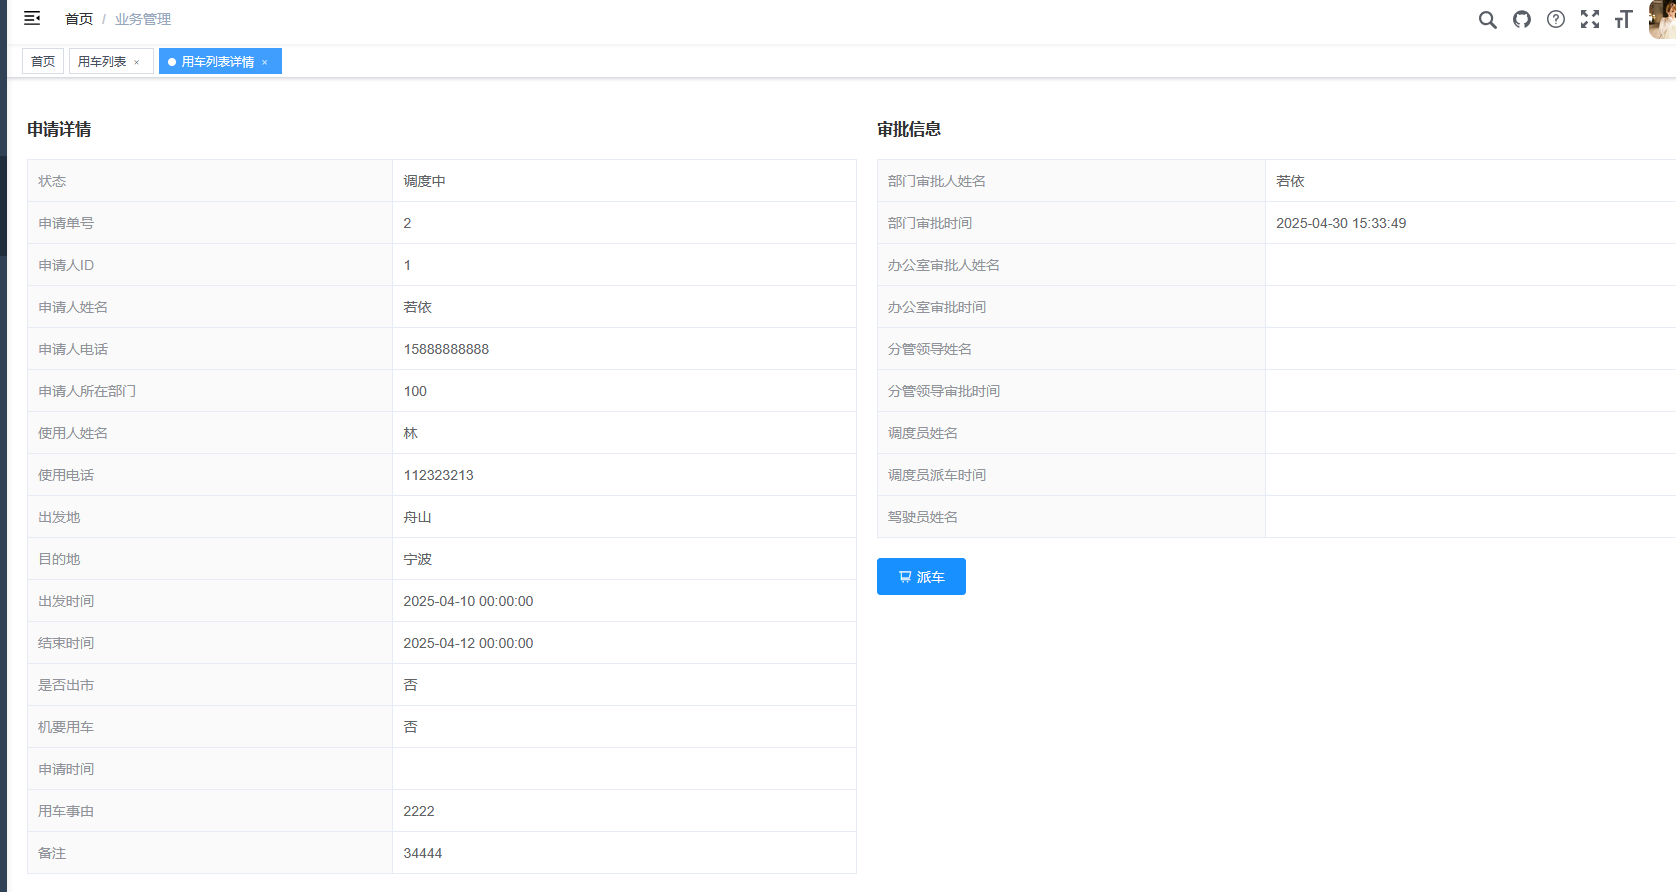 首页 / 业务管理
首页 用车列表 × 用车列表详情 ×
申请详情
状态 调度中
申请单号 2
申请人ID 1
申请人姓名 若依
申请人电话 15888888888
申请人所在部门 100
使用人姓名 林
使用电话 112323213
出发地 舟山
目的地 宁波
出发时间 2025-04-10 00:00:00
结束时间 2025-04-12 00:00:00
是否出市 否
机要用车 否
申请时间
用车事由 2222
备注 34444
审批信息
部门审批人姓名 若依
部门审批时间 2025-04-30 15:33:49
办公室审批人姓名
办公室审批时间
分管领导姓名
分管领导审批时间
调度员姓名
调度员派车时间
驾驶员姓名
派车